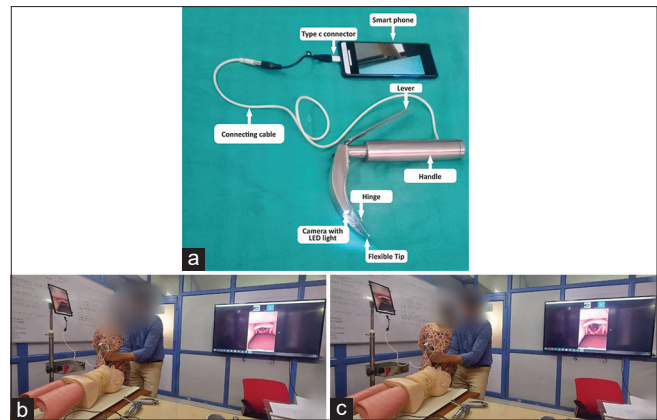 Smart phone
Type c connector
Lever
Connecting cable
Handle
Hinge
Camera with
LED light
Flexible Tip
a
b
c